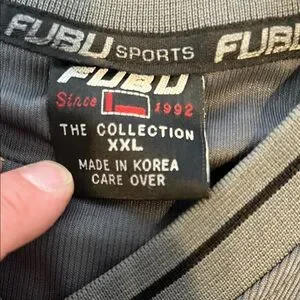 FUBU SPORTS FUBU
FUBU
Since 1992
THE COLLECTION
XXL
MADE IN KOREA
CARE OVER